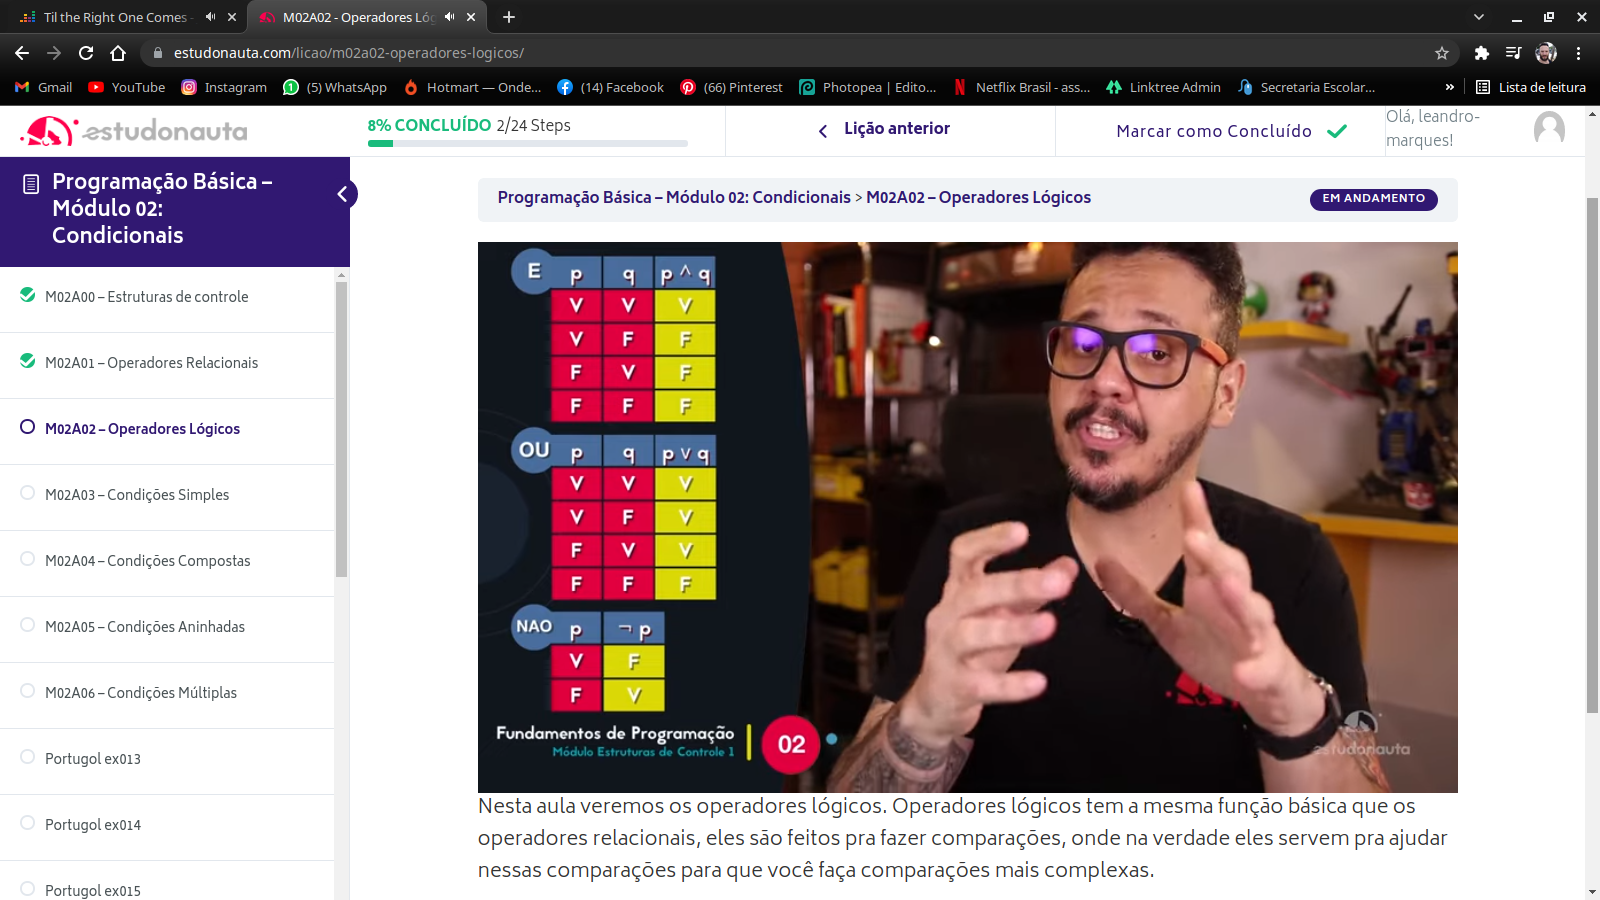 Til the Right One Comes -
M02A02 - Operadores Lóg
estudonauta.com/licao/m02a02-operadores-logicos/
Gmail
YouTube
Instagram
(5) WhatsApp
Hotmart — Onde...
(14) Facebook
(66) Pinterest
Photopea | Edito...
Netflix Brasil - ass...
Linktree Admin
Secretaria Escolar...
»
Lista de leitura
estudonauta
8% CONCLUÍDO 2/24 Steps
Lição anterior
Marcar como Concluído
Olá, leandro-
marques!
Programação Básica –
Módulo 02:
Condicionais
M02A00 – Estruturas de controle
M02A01 – Operadores Relacionais
M02A02 – Operadores Lógicos
M02A03 – Condições Simples
M02A04 – Condições Compostas
M02A05 – Condições Aninhadas
M02A06 – Condições Múltiplas
Portugol ex013
Portugol ex014
Portugol ex015
Programação Básica – Módulo 02: Condicionais > M02A02 – Operadores Lógicos
EM ANDAMENTO
E p q p ^ q
V V V
V F F
F V F
F F F
OU p q p v q
V V V
V F V
F V V
F F F
NAO p ¬ p
V F
F V
Fundamentos de Programação
Módulo Estruturas de Controle 1
02
estudonauta
Nesta aula veremos os operadores lógicos. Operadores lógicos tem a mesma função básica que os
operadores relacionais, eles são feitos pra fazer comparações, onde na verdade eles servem pra ajudar
nessas comparações para que você faça comparações mais complexas.